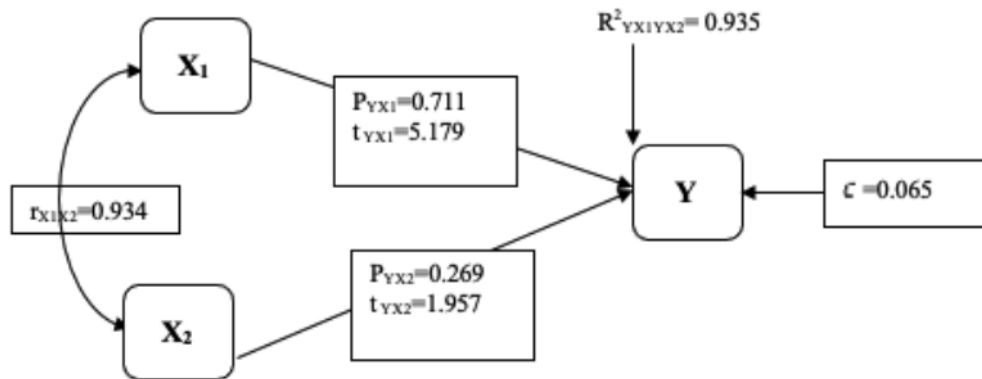 R²YX1YX2= 0.935
X₁
PYX1=0.711
tYX1=5.179
Y
ϵ =0.065
rX1X2=0.934
PYX2=0.269
tYX2=1.957
X₂